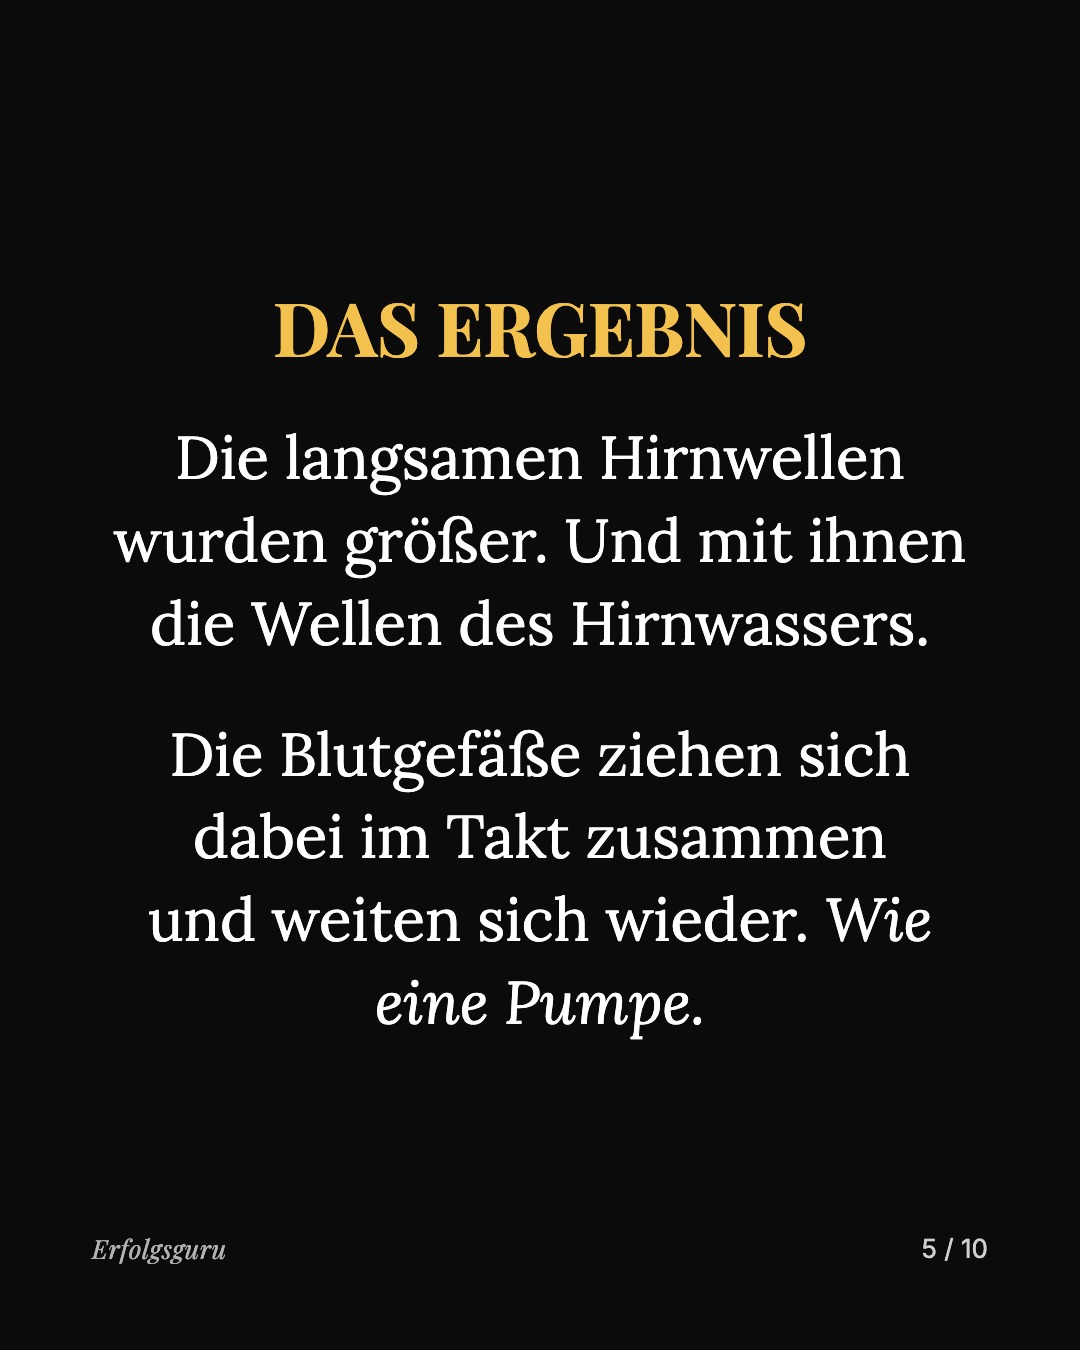 DAS ERGEBNIS
Die langsamen Hirnwellen
wurden größer. Und mit ihnen
die Wellen des Hirnwassers.
Die Blutgefäße ziehen sich
dabei im Takt zusammen
und weiten sich wieder. Wie
eine Pumpe.
Erfolgsguru
5 / 10